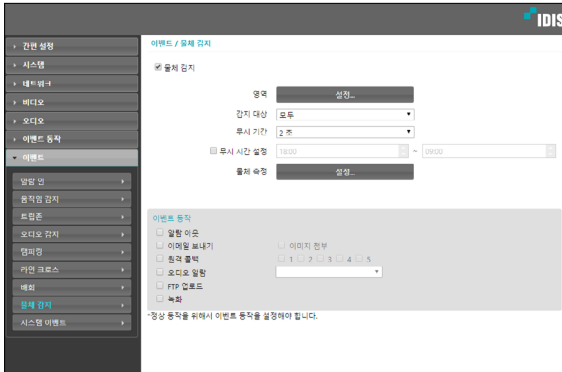 IDIS
간편 설정
시스템
네트워크
비디오
오디오
이벤트 동작
이벤트
알람 인
움직임 감지
트립존
오디오 감지
탬퍼링
라인 크로스
배회
물체 감지
시스템 이벤트
이벤트 / 물체 감지
물체 감지
영역 설정...
감지 대상 모두
무시 기간 2 초
무시 시간 설정 18:00 ~ 09:00
물체 측정 설정...
이벤트 동작
알람 아웃
이메일 보내기 이미지 첨부
원격 콜백 1 2 3 4 5
오디오 알람
FTP 업로드
녹화
*정상 동작을 위해서 이벤트 동작을 설정해야 합니다.